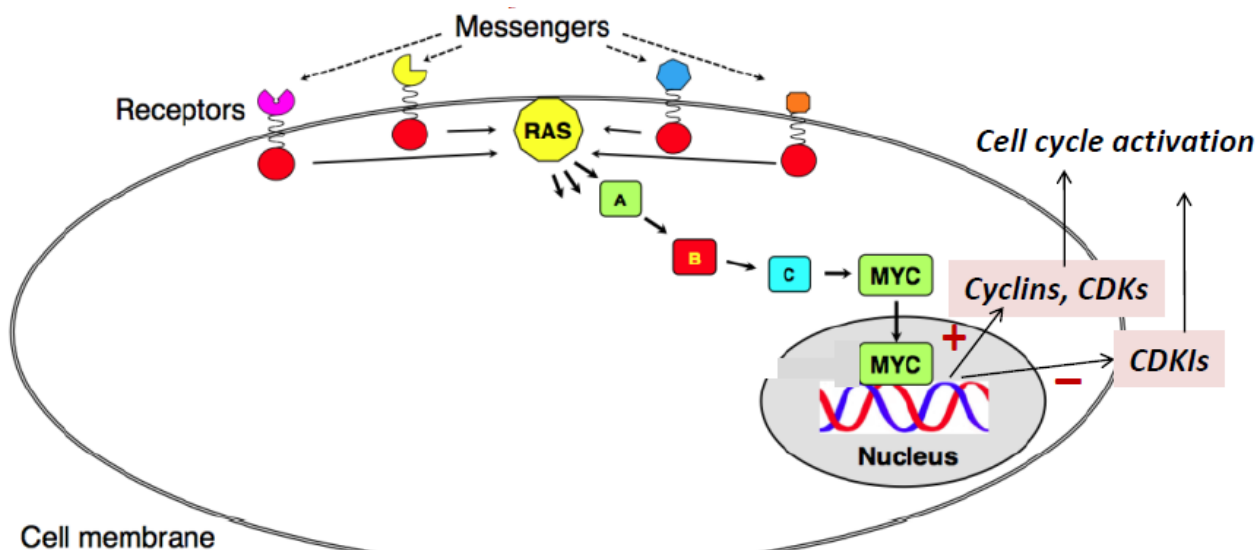 Messengers
Receptors
RAS
Cell cycle activation
A
B
C
MYC
Cyclins, CDKs
+
MYC
CDKIs
−
Nucleus
Cell membrane